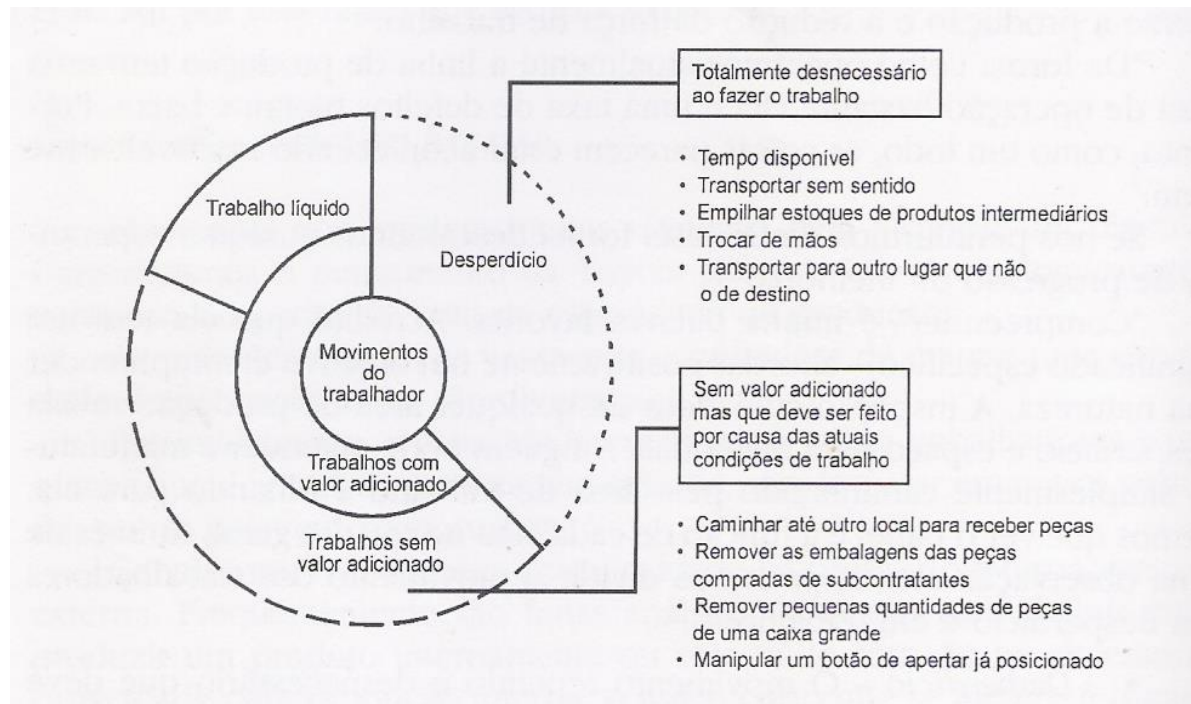 Totalmente desnecessário
ao fazer o trabalho
Trabalho líquido
Desperdício
• Tempo disponível
• Transportar sem sentido
• Empilhar estoques de produtos intermediários
• Trocar de mãos
• Transportar para outro lugar que não
o de destino
Movimentos
do
trabalhador
Trabalhos com
valor adicionado
Trabalhos sem
valor adicionado
Sem valor adicionado
mas que deve ser feito
por causa das atuais
condições de trabalho
• Caminhar até outro local para receber peças
• Remover as embalagens das peças
compradas de subcontratantes
• Remover pequenas quantidades de peças
de uma caixa grande
• Manipular um botão de apertar já posicionado